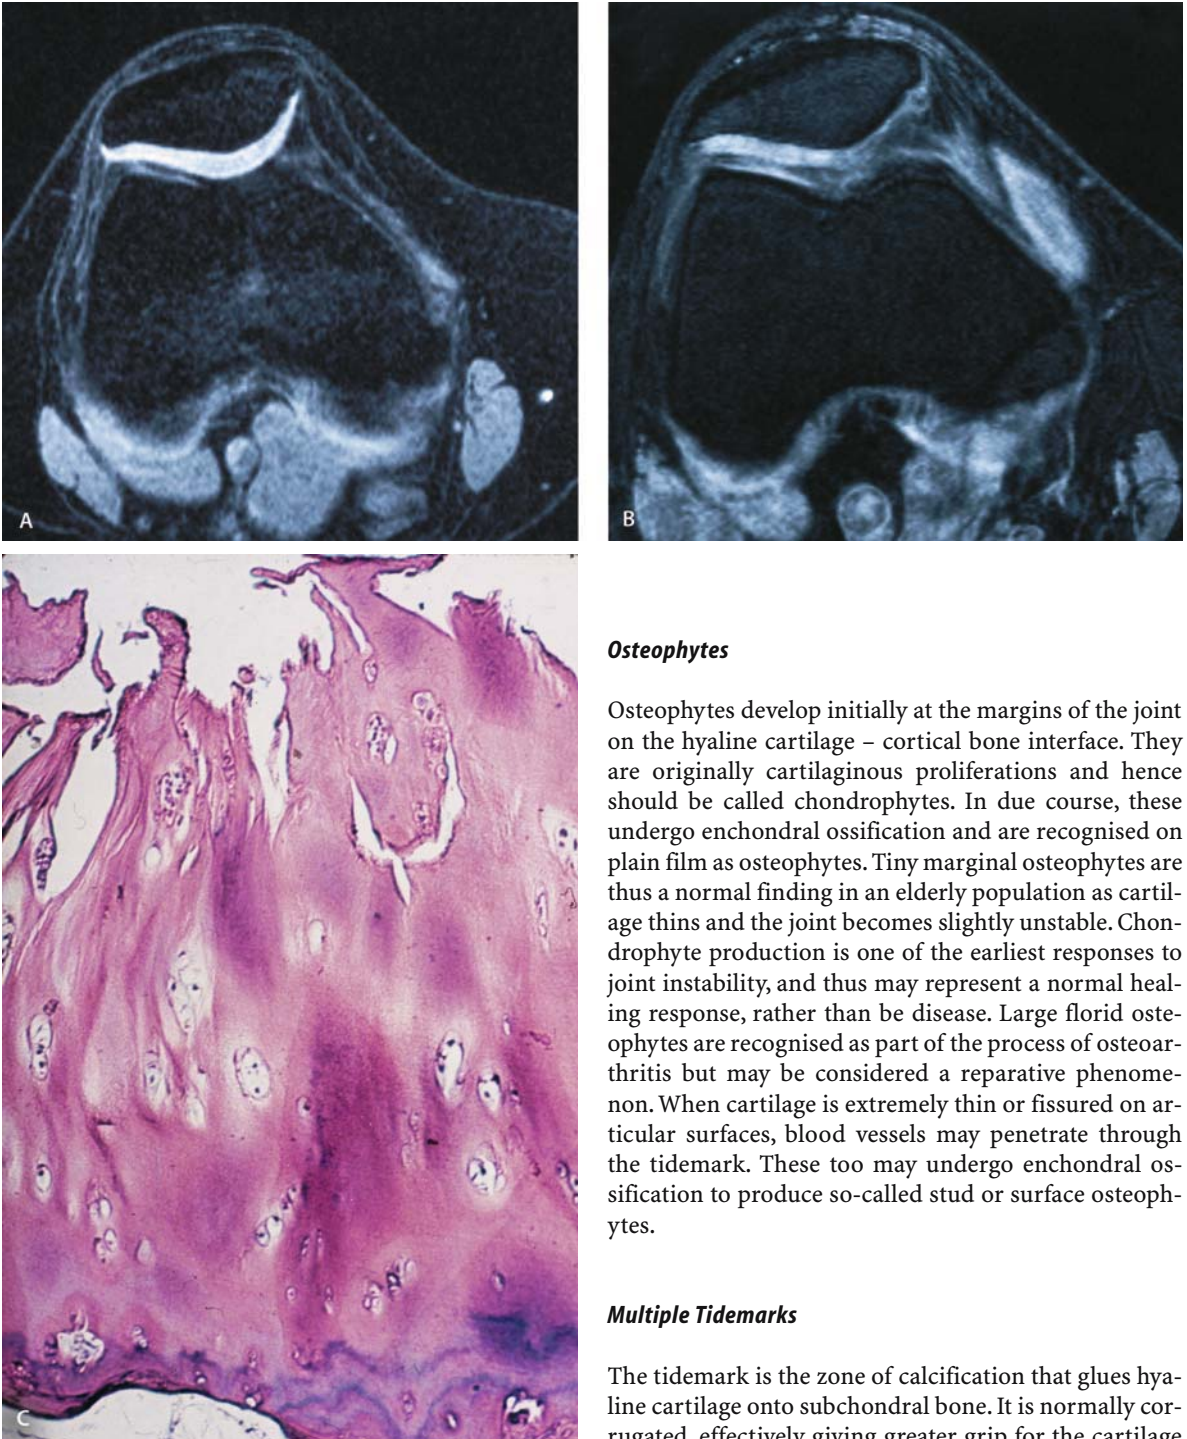 A
B
C
Osteophytes
Osteophytes develop initially at the margins of the joint
on the hyaline cartilage – cortical bone interface. They
are originally cartilaginous proliferations and hence
should be called chondrophytes. In due course, these
undergo enchondral ossification and are recognised on
plain film as osteophytes. Tiny marginal osteophytes are
thus a normal finding in an elderly population as cartil-
age thins and the joint becomes slightly unstable. Chon-
drophyte production is one of the earliest responses to
joint instability, and thus may represent a normal heal-
ing response, rather than be disease. Large florid oste-
ophytes are recognised as part of the process of osteoar-
thritis but may be considered a reparative phenome-
non. When cartilage is extremely thin or fissured on ar-
ticular surfaces, blood vessels may penetrate through
the tidemark. These too may undergo enchondral os-
sification to produce so-called stud or surface osteoph-
ytes.
Multiple Tidemarks
The tidemark is the zone of calcification that glues hya-
line cartilage onto subchondral bone. It is normally cor-
rugated, effectively giving greater grip for the cartilage